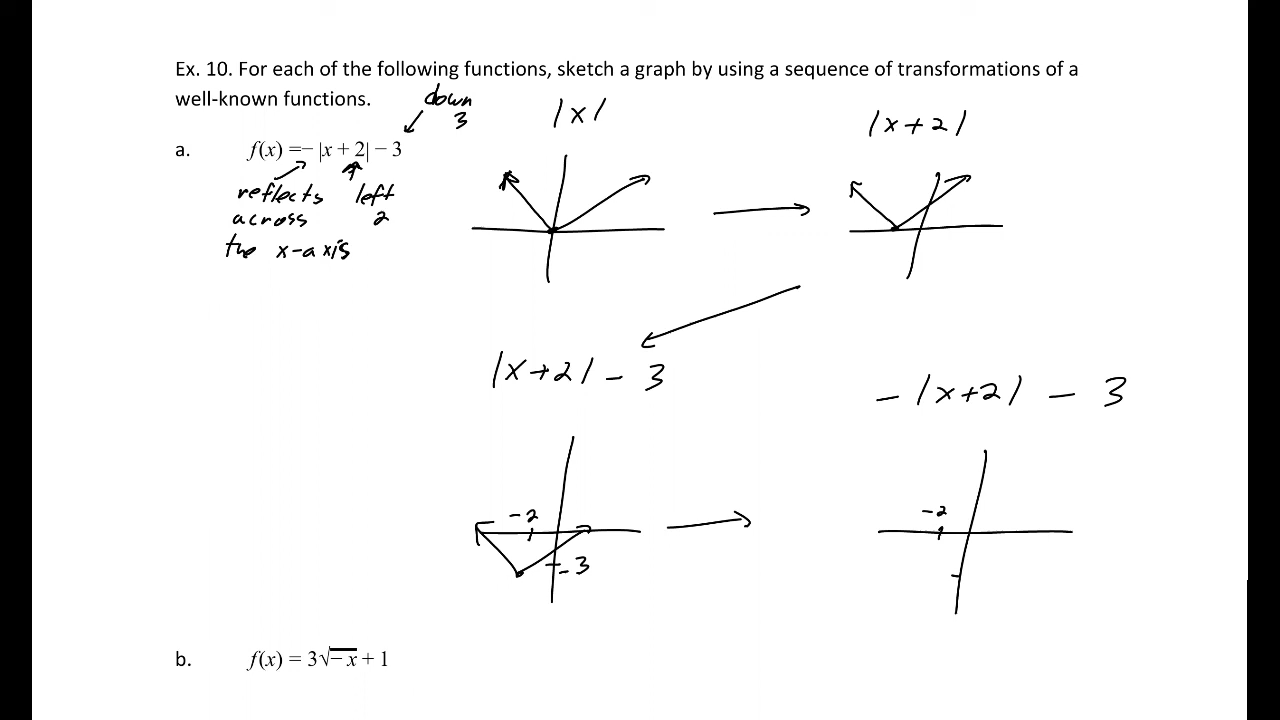 Ex. 10. For each of the following functions, sketch a graph by using a sequence of transformations of a
well-known functions.
down
3
|x|
|x+2|
a. f(x) =− |x + 2| − 3
reflects
across
the x-axis
left
2
|x+2| - 3
-|x+2| - 3
-2
-3
-2
b. f(x) = 3√−x + 1